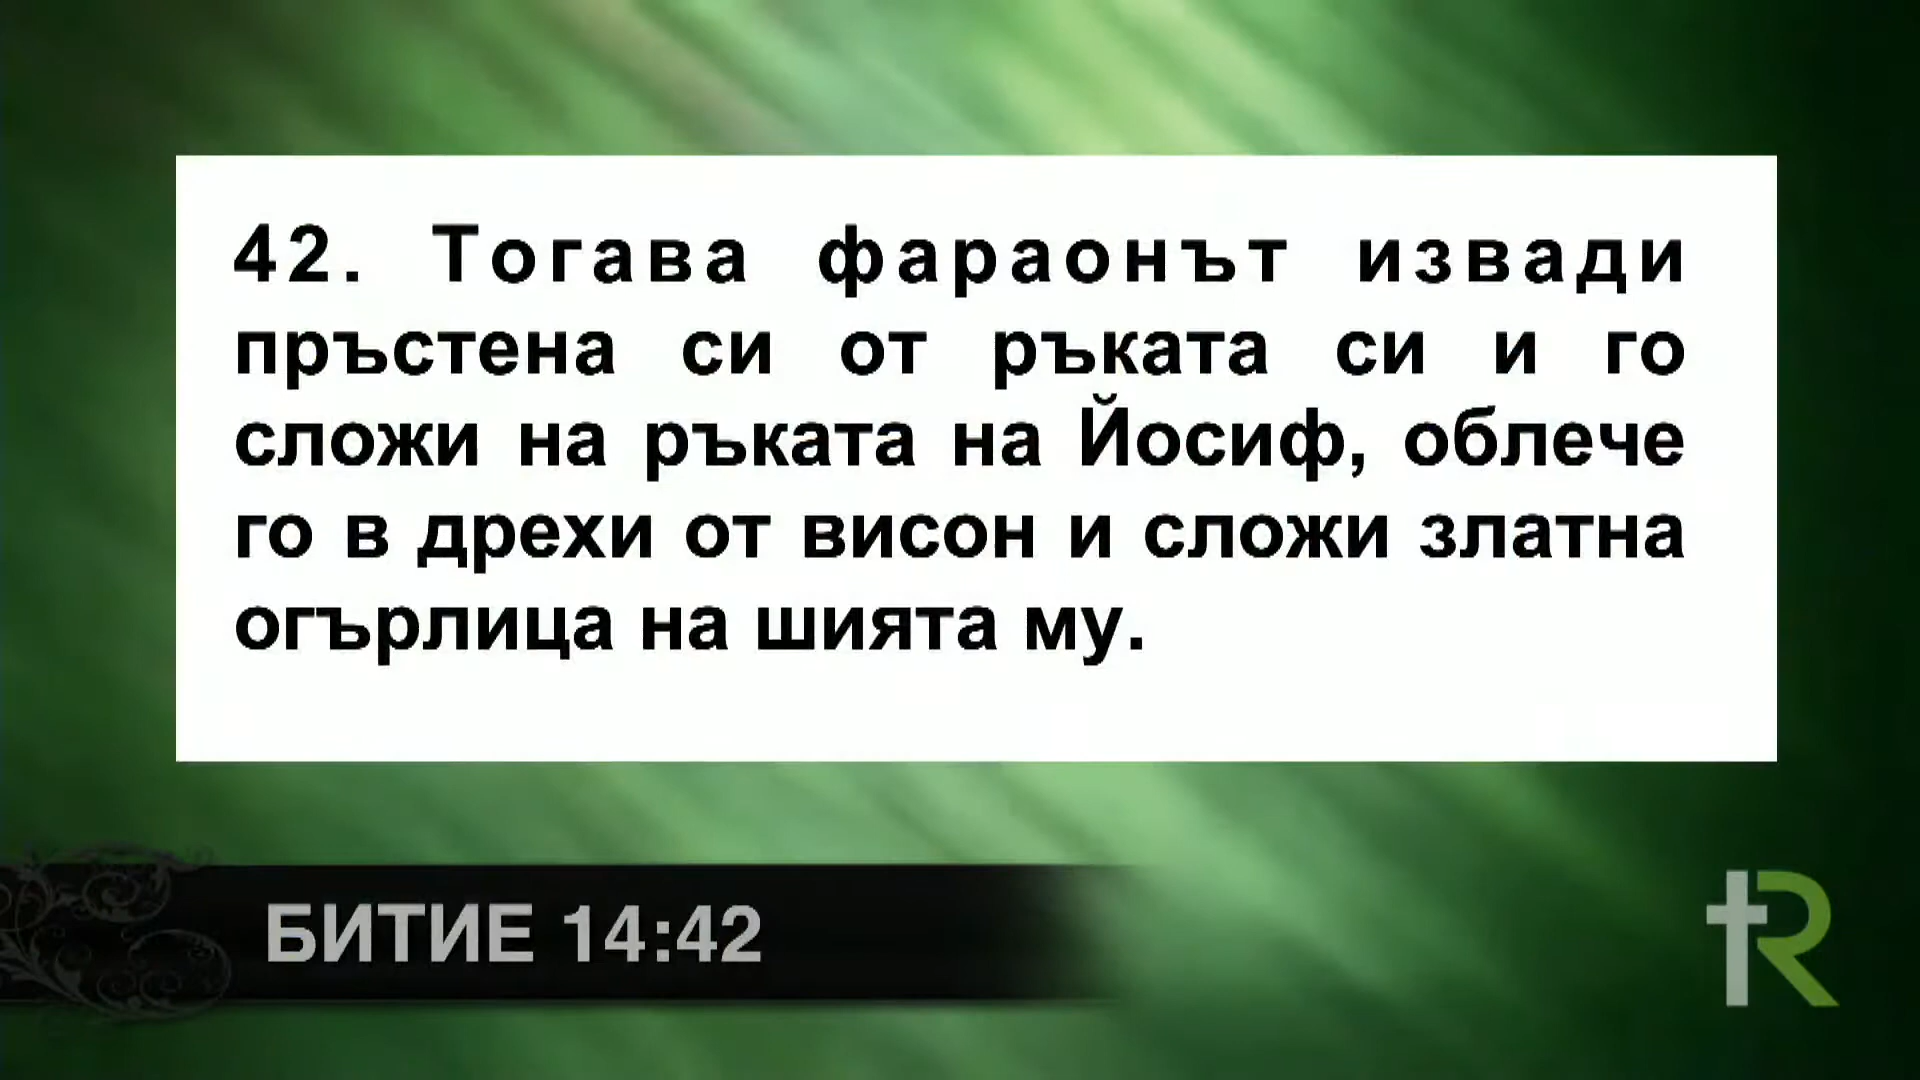 42. Тогава фараонът извади
пръстена си от ръката си и го
сложи на ръката на Йосиф, облече
го в дрехи от висон и сложи златна
огърлица на шията му.
БИТИЕ 14:42
R